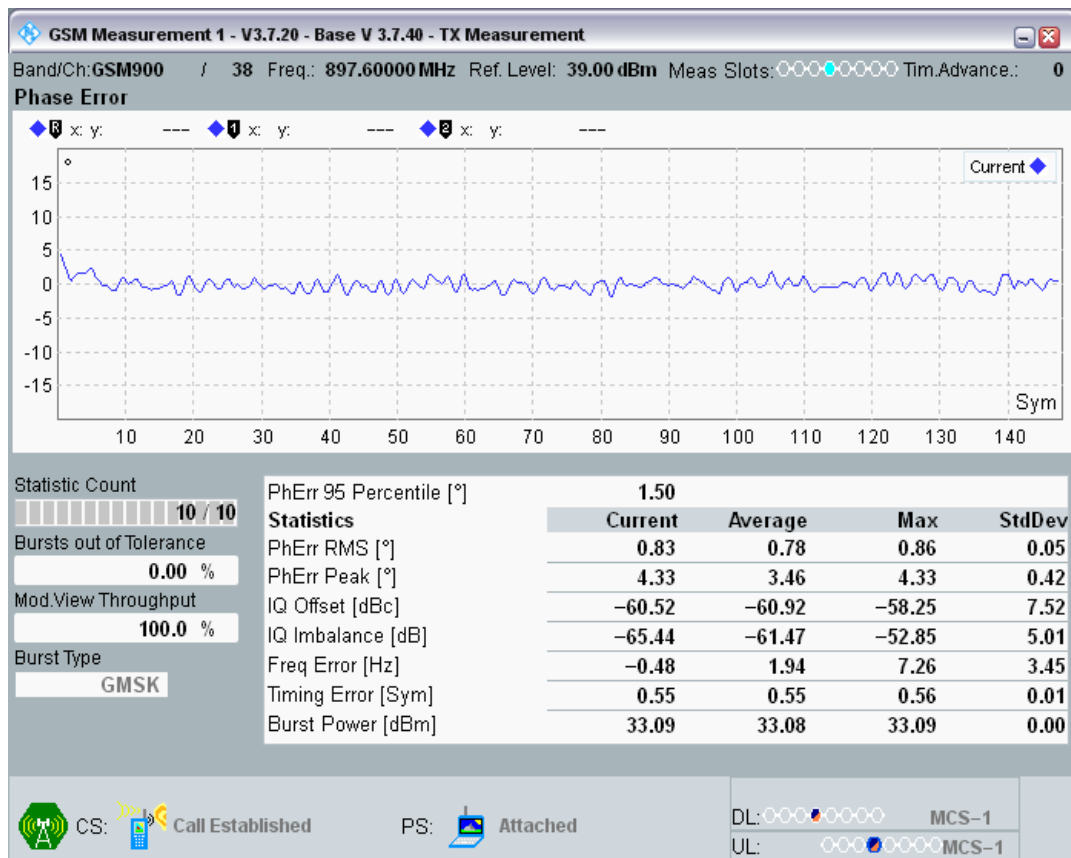 GSM Measurement 1 - V3.7.20 - Base V 3.7.40 - TX Measurement
Band/Ch:GSM900 / 38 Freq.: 897.60000 MHz Ref. Level: 39.00 dBm Meas Slots: Tim.Advance.: 0
Phase Error
R x: y: --- 1 x: y: --- 2 x: y: ---
° Current
15
10
5
0
-5
-10
-15
Sym
10 20 30 40 50 60 70 80 90 100 110 120 130 140
Statistic Count
10 / 10
Bursts out of Tolerance
0.00 %
Mod.View Throughput
100.0 %
Burst Type
GMSK
PhErr 95 Percentile [°] 1.50
Statistics Current Average Max StdDev
PhErr RMS [°] 0.83 0.78 0.86 0.05
PhErr Peak [°] 4.33 3.46 4.33 0.42
IQ Offset [dBc] −60.52 −60.92 −58.25 7.52
IQ Imbalance [dB] −65.44 −61.47 −52.85 5.01
Freq Error [Hz] −0.48 1.94 7.26 3.45
Timing Error [Sym] 0.55 0.55 0.56 0.01
Burst Power [dBm] 33.09 33.08 33.09 0.00
CS: Call Established PS: Attached
DL: MCS−1
UL: MCS−1